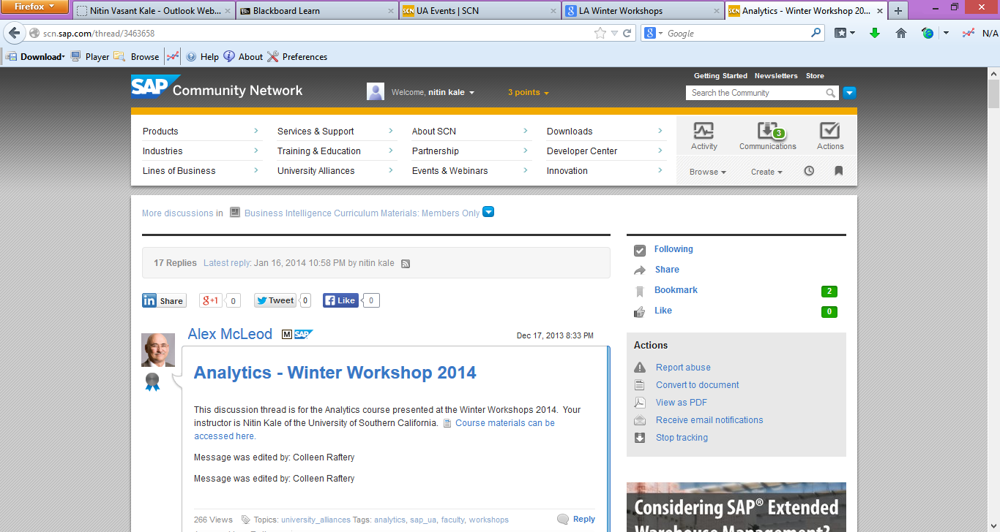 Firefox
Nitin Vasant Kale - Outlook Web...
Blackboard Learn
UA Events | SCN
LA Winter Workshops
Analytics - Winter Workshop 20...
scn.sap.com/thread/3463658
Google
N/A
Download
Player
Browse
Help
About
Preferences
SAP Community Network
Welcome, nitin kale
3 points
Getting Started Newsletters Store
Search the Community
Products
Services & Support
About SCN
Downloads
Industries
Training & Education
Partnership
Developer Center
Lines of Business
University Alliances
Events & Webinars
Innovation
Activity
Communications
3
Actions
Browse
Create
More discussions in Business Intelligence Curriculum Materials: Members Only
17 Replies Latest reply: Jan 16, 2014 10:58 PM by nitin kale
in Share
g+1 0
Tweet 0
Like 0
Alex McLeod M SAP
Dec 17, 2013 8:33 PM
Analytics - Winter Workshop 2014
This discussion thread is for the Analytics course presented at the Winter Workshops 2014. Your
instructor is Nitin Kale of the University of Southern California. Course materials can be
accessed here.
Message was edited by: Colleen Raftery
Message was edited by: Colleen Raftery
266 Views Topics: university_alliances Tags: analytics, sap_ua, faculty, workshops
Reply
Following
Share
Bookmark 2
Like 0
Actions
Report abuse
Convert to document
View as PDF
Receive email notifications
Stop tracking
Considering SAP® Extended
Warehouse Management?